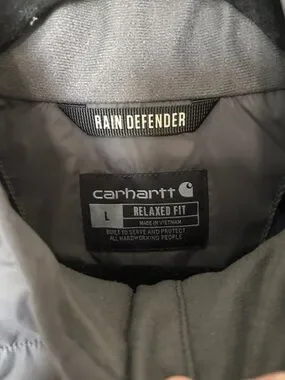 RAIN DEFENDER
carhartt
L RELAXED FIT
MADE IN VIETNAM
BUILT TO SERVE AND PROTECT
ALL HARDWORKING PEOPLE